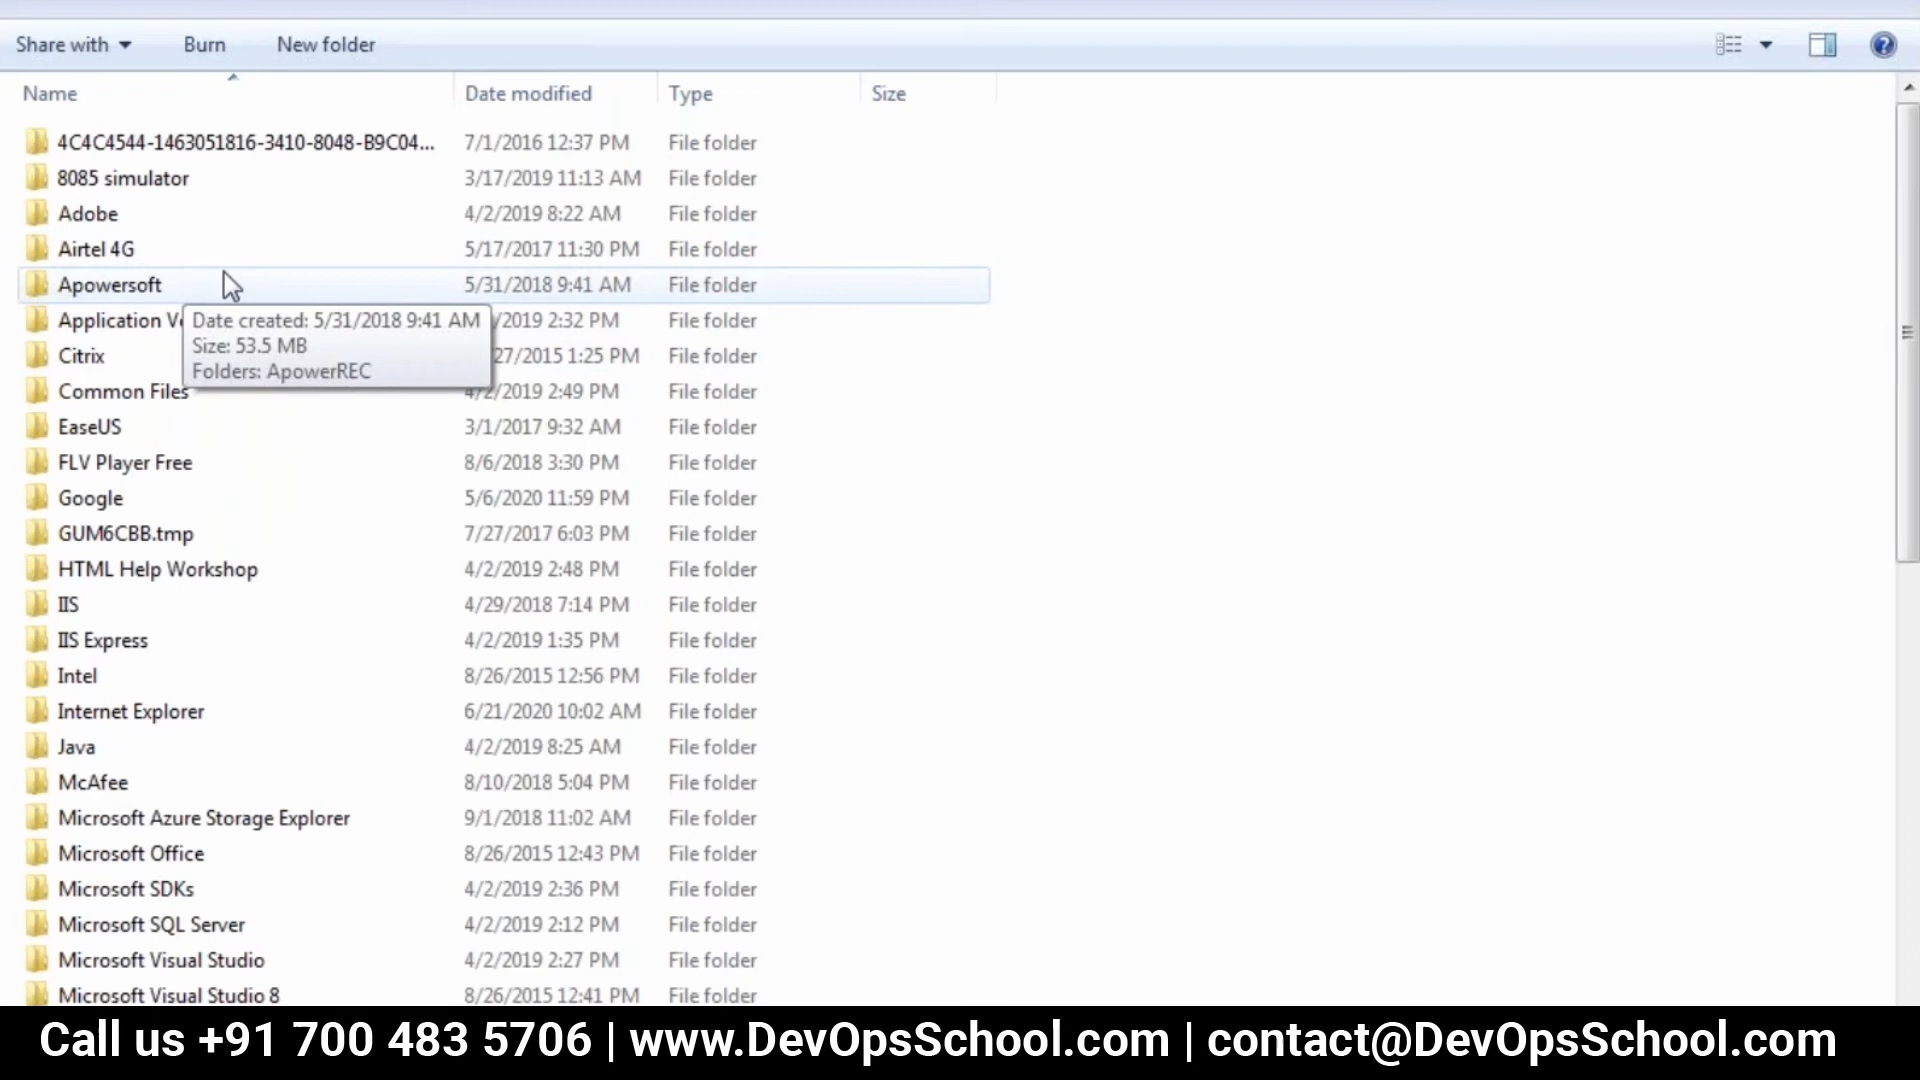 Share with Burn New folder
Name Date modified Type Size
4C4C4544-1463051816-3410-8048-B9C04... 7/1/2016 12:37 PM File folder
8085 simulator 3/17/2019 11:13 AM File folder
Adobe 4/2/2019 8:22 AM File folder
Airtel 4G 5/17/2017 11:30 PM File folder
Apowersoft 5/31/2018 9:41 AM File folder
Application /2019 2:32 PM File folder
Date created: 5/31/2018 9:41 AM
Size: 53.5 MB
Folders: ApowerREC
Citrix 27/2015 1:25 PM File folder
Common Files 4/2/2019 2:49 PM File folder
EaseUS 3/1/2017 9:32 AM File folder
FLV Player Free 8/6/2018 3:30 PM File folder
Google 5/6/2020 11:59 PM File folder
GUM6CBB.tmp 7/27/2017 6:03 PM File folder
HTML Help Workshop 4/2/2019 2:48 PM File folder
IIS 4/29/2018 7:14 PM File folder
IIS Express 4/2/2019 1:35 PM File folder
Intel 8/26/2015 12:56 PM File folder
Internet Explorer 6/21/2020 10:02 AM File folder
Java 4/2/2019 8:25 AM File folder
McAfee 8/10/2018 5:04 PM File folder
Microsoft Azure Storage Explorer 9/1/2018 11:02 AM File folder
Microsoft Office 8/26/2015 12:43 PM File folder
Microsoft SDKs 4/2/2019 2:36 PM File folder
Microsoft SQL Server 4/2/2019 2:12 PM File folder
Microsoft Visual Studio 4/2/2019 2:27 PM File folder
Microsoft Visual Studio 8 8/26/2015 12:41 PM File folder
Call us +91 700 483 5706 | www.DevOpsSchool.com | contact@DevOpsSchool.com